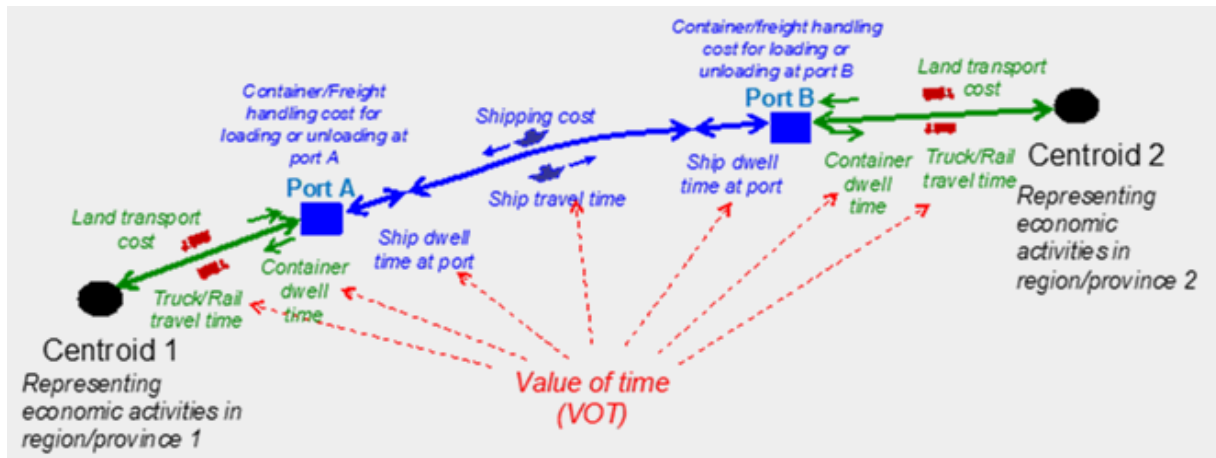 Container/freight handling
cost for loading or
unloading at port B
Land transport
cost
Port B
Container/Freight
handling cost for
loading or unloading at
port A
Shipping cost
Port A
Ship travel time
Ship dwell
time at port
Container
dwell
time
Truck/Rail
travel time
Centroid 2
Representing
economic
activities in
region/province 2
Land transport
cost
Ship dwell
time at port
Container
dwell
time
Truck/Rail
travel time
Centroid 1
Representing
economic activities in
region/province 1
Value of time
(VOT)